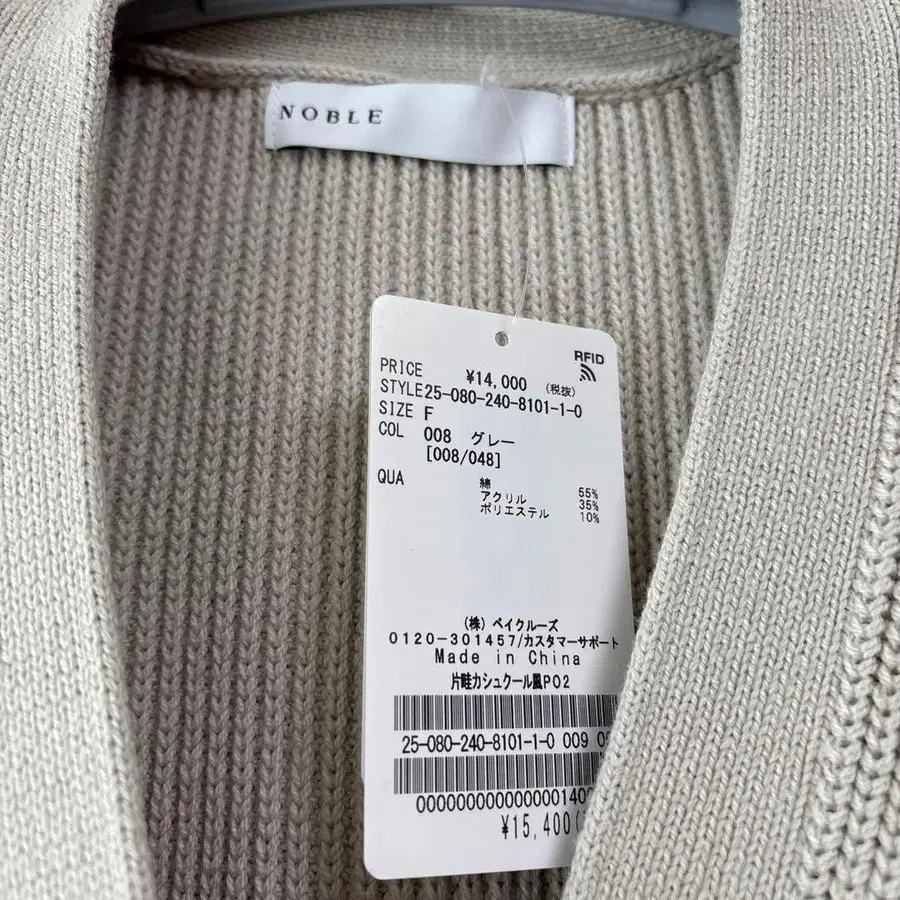 NOBLE
RFID
PRICE ¥14,000 (税抜)
STYLE25-080-240-8101-1-0
SIZE F
COL 008 グレー
[008/048]
QUA 綿 55%
アクリル 35%
ポリエステル 10%
(株) ベイクルーズ
0120-301457/カスタマーサポート
Made in China
片畦カシュクール風PO2
25-080-240-8101-1-0 009
000000000000000140
¥15,400(